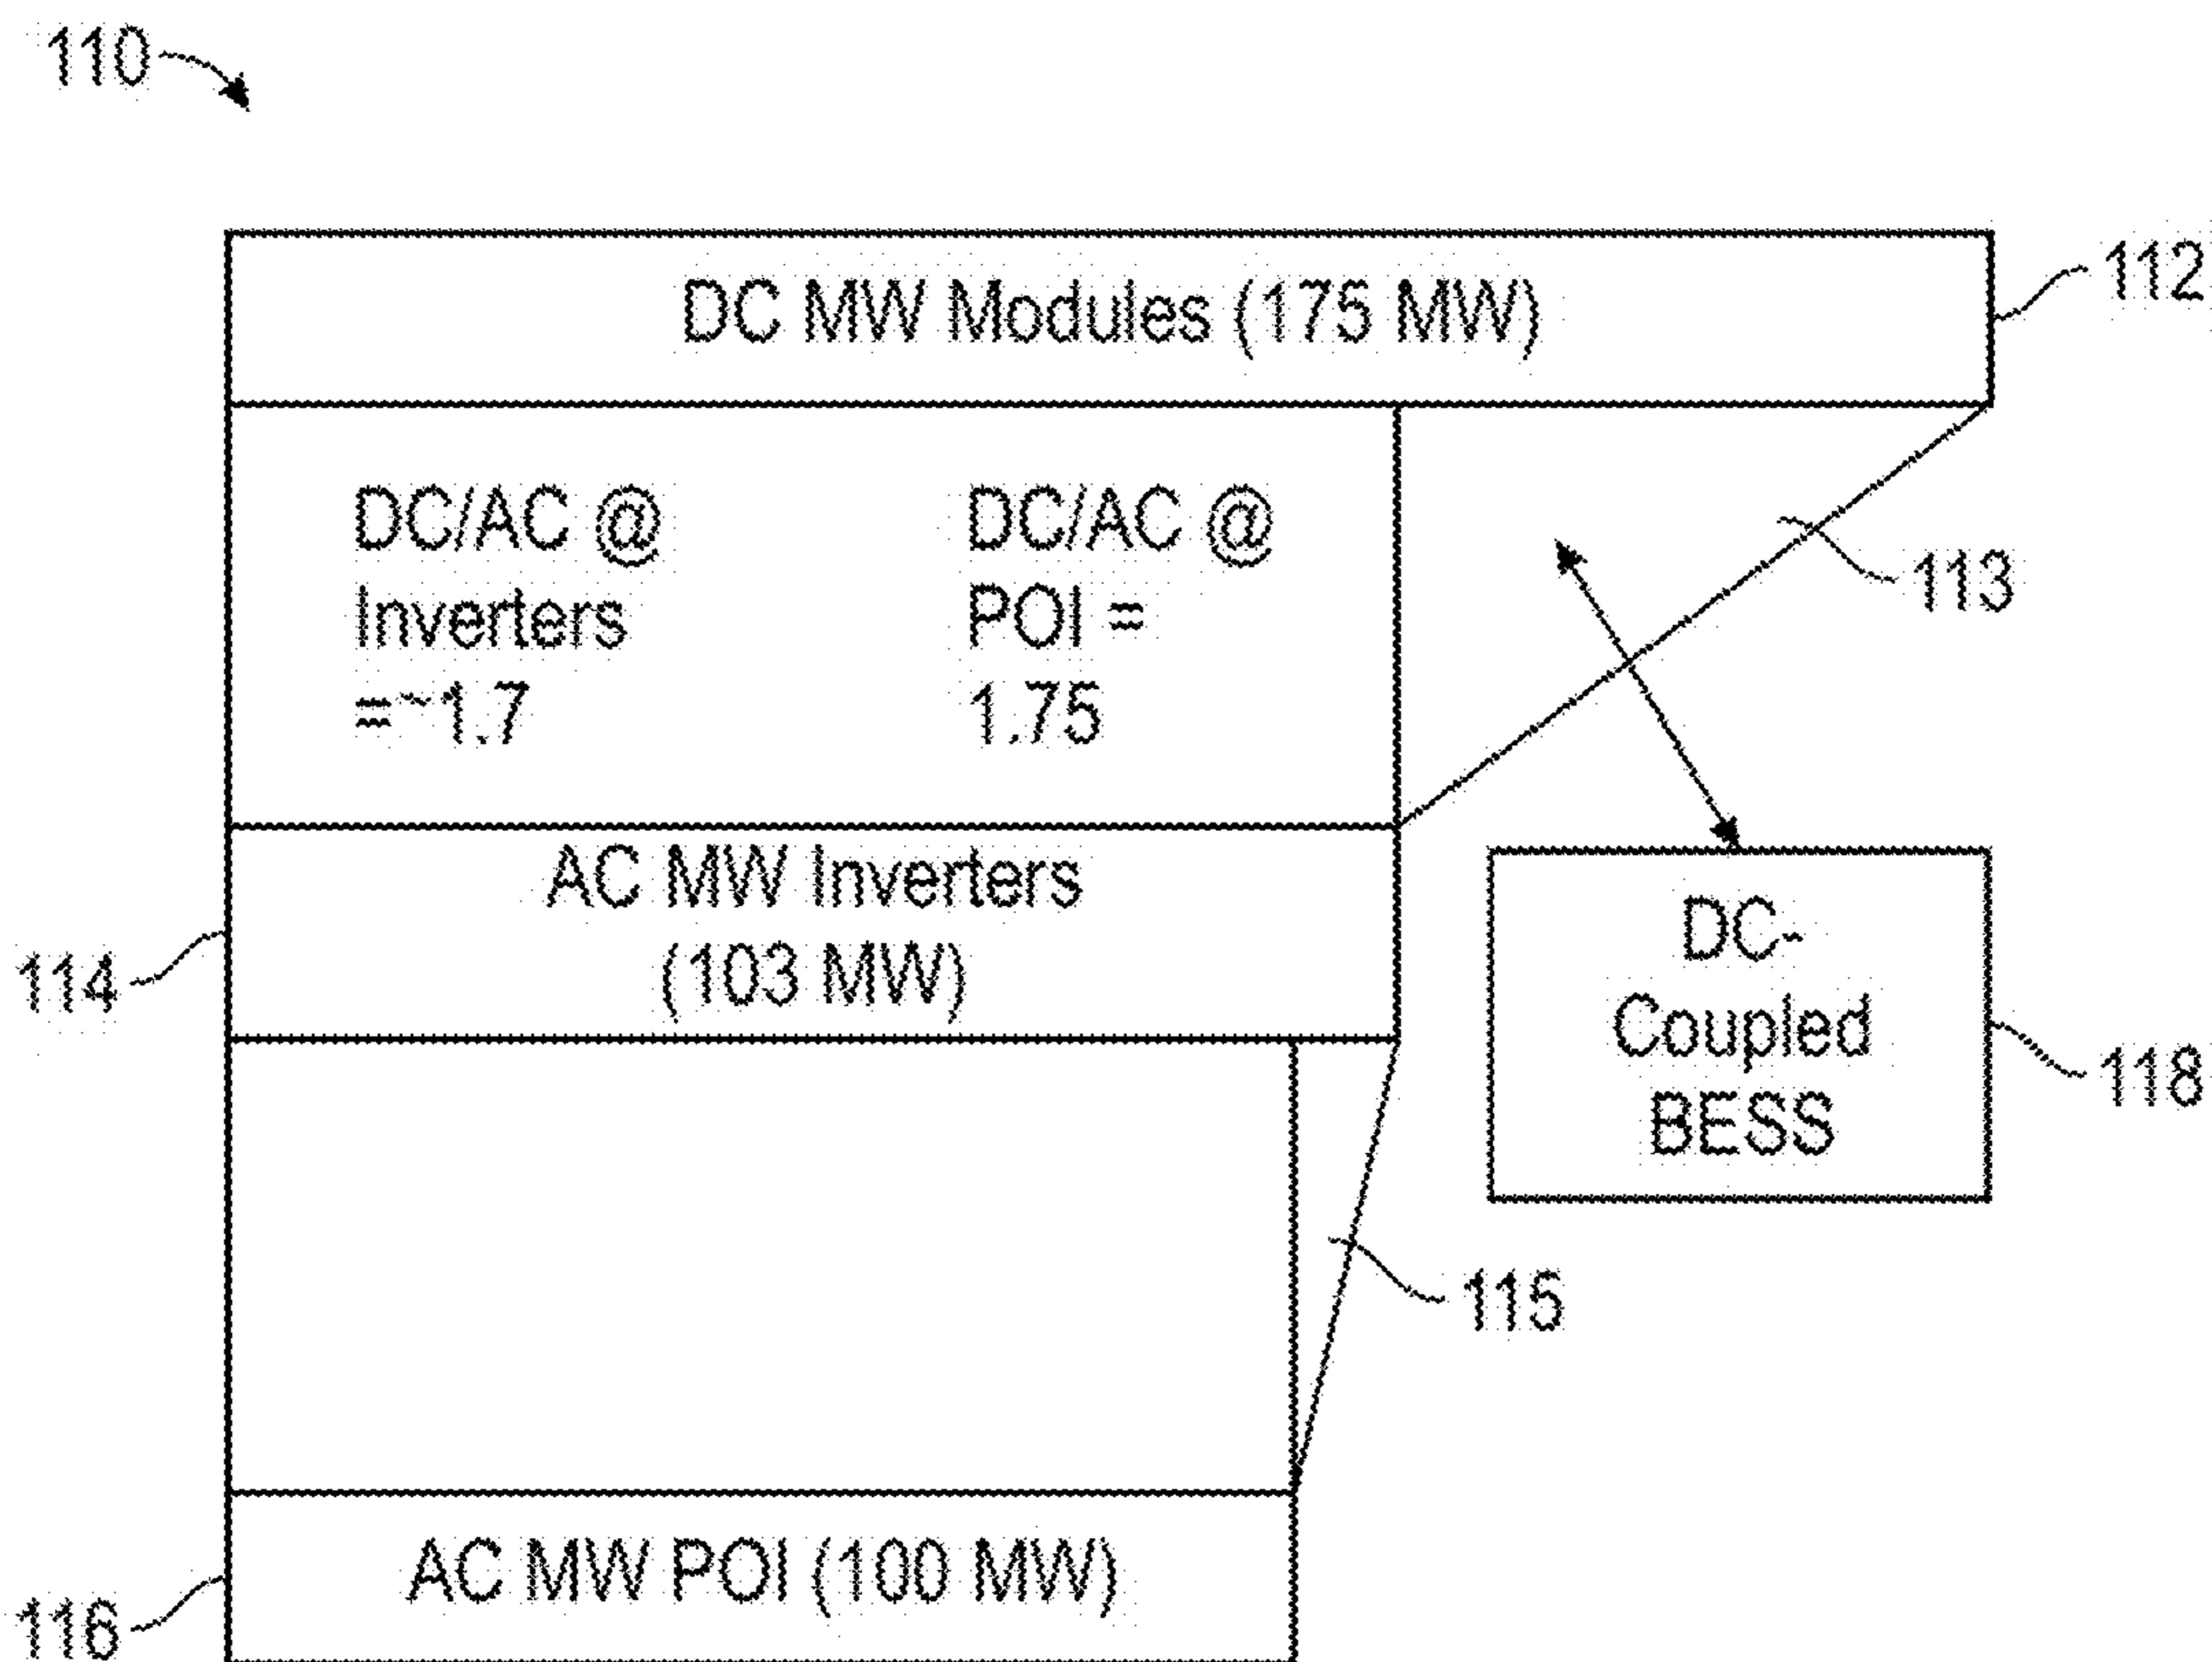 110
DC MW Modules (175 MW)
112
DC/AC @
Inverters
=~1.7
DC/AC @
POI =
1.75
113
AC MW Inverters
(103 MW)
114
DC-
Coupled
BESS
118
115
AC MW POI (100 MW)
116